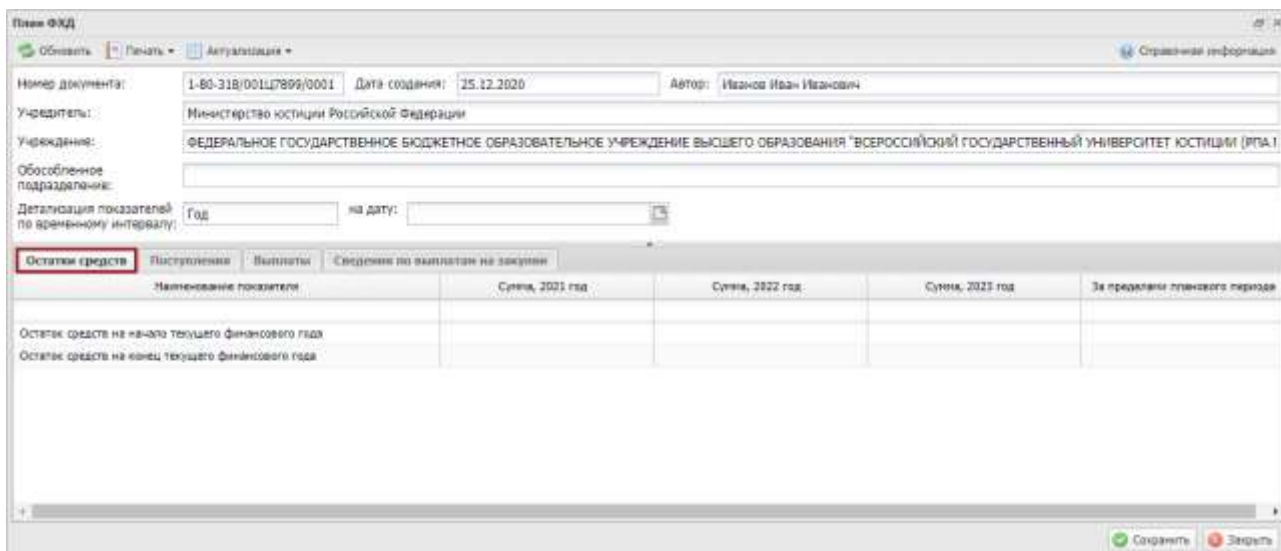 План ФХД
Обновить Печать Актуализация Справочная информация
Номер документа: 1-80-318/001Ц7899/0001 Дата создания: 25.12.2020 Автор: Иванов Иван Иванович
Учредитель: Министерство юстиции Российской Федерации
Учреждение: ФЕДЕРАЛЬНОЕ ГОСУДАРСТВЕННОЕ БЮДЖЕТНОЕ ОБРАЗОВАТЕЛЬНОЕ УЧРЕЖДЕНИЕ ВЫСШЕГО ОБРАЗОВАНИЯ "ВСЕРОССИЙСКИЙ ГОСУДАРСТВЕННЫЙ УНИВЕРСИТЕТ ЮСТИЦИИ (РПА
Обособленное
подразделение:
Детализация показателей
по временному интервалу: Год на дату:
Остатки средств Поступления Выплаты Сведения по выплатам на закупки
Наименование показателя Сумма, 2021 год Сумма, 2022 год Сумма, 2023 год За пределами планового периода
Остаток средств на начало текущего финансового года
Остаток средств на конец текущего финансового года
Сохранить Закрыть